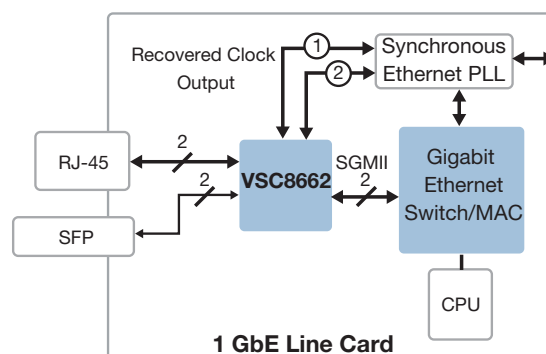 Recovered Clock
Output
1
2
Synchronous
Ethernet PLL
RJ-45
2
SFP
2
VSC8662
SGMII
2
Gigabit
Ethernet
Switch/MAC
CPU
1 GbE Line Card